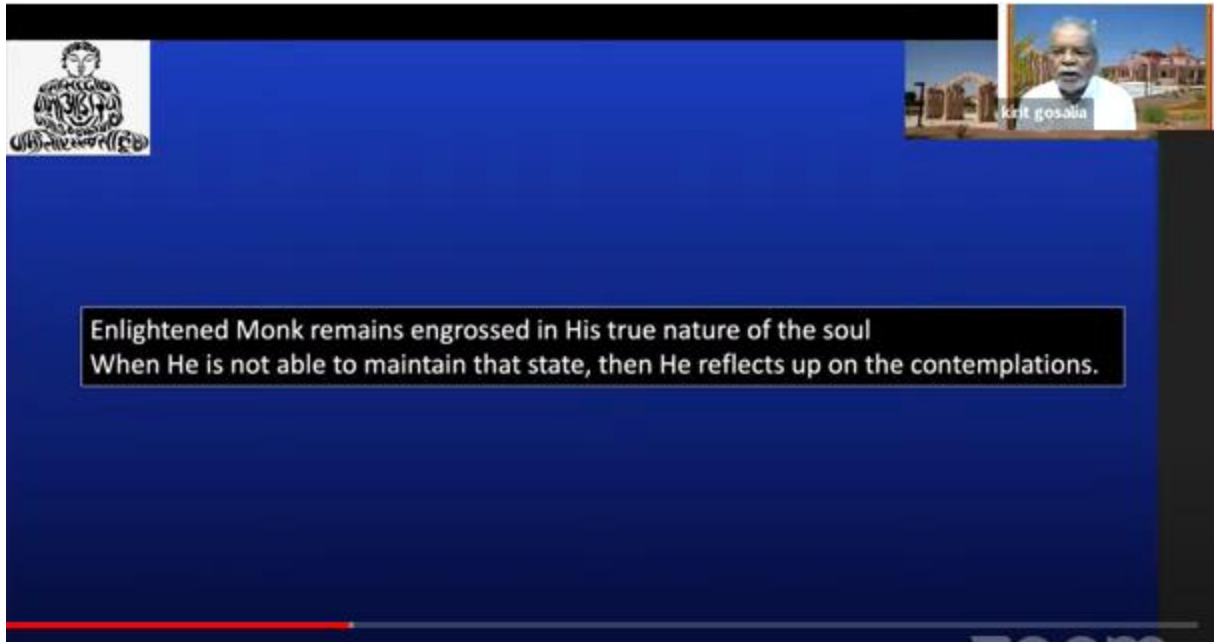 kirit gosalia
Enlightened Monk remains engrossed in His true nature of the soul
When He is not able to maintain that state, then He reflects up on the contemplations.
zoom